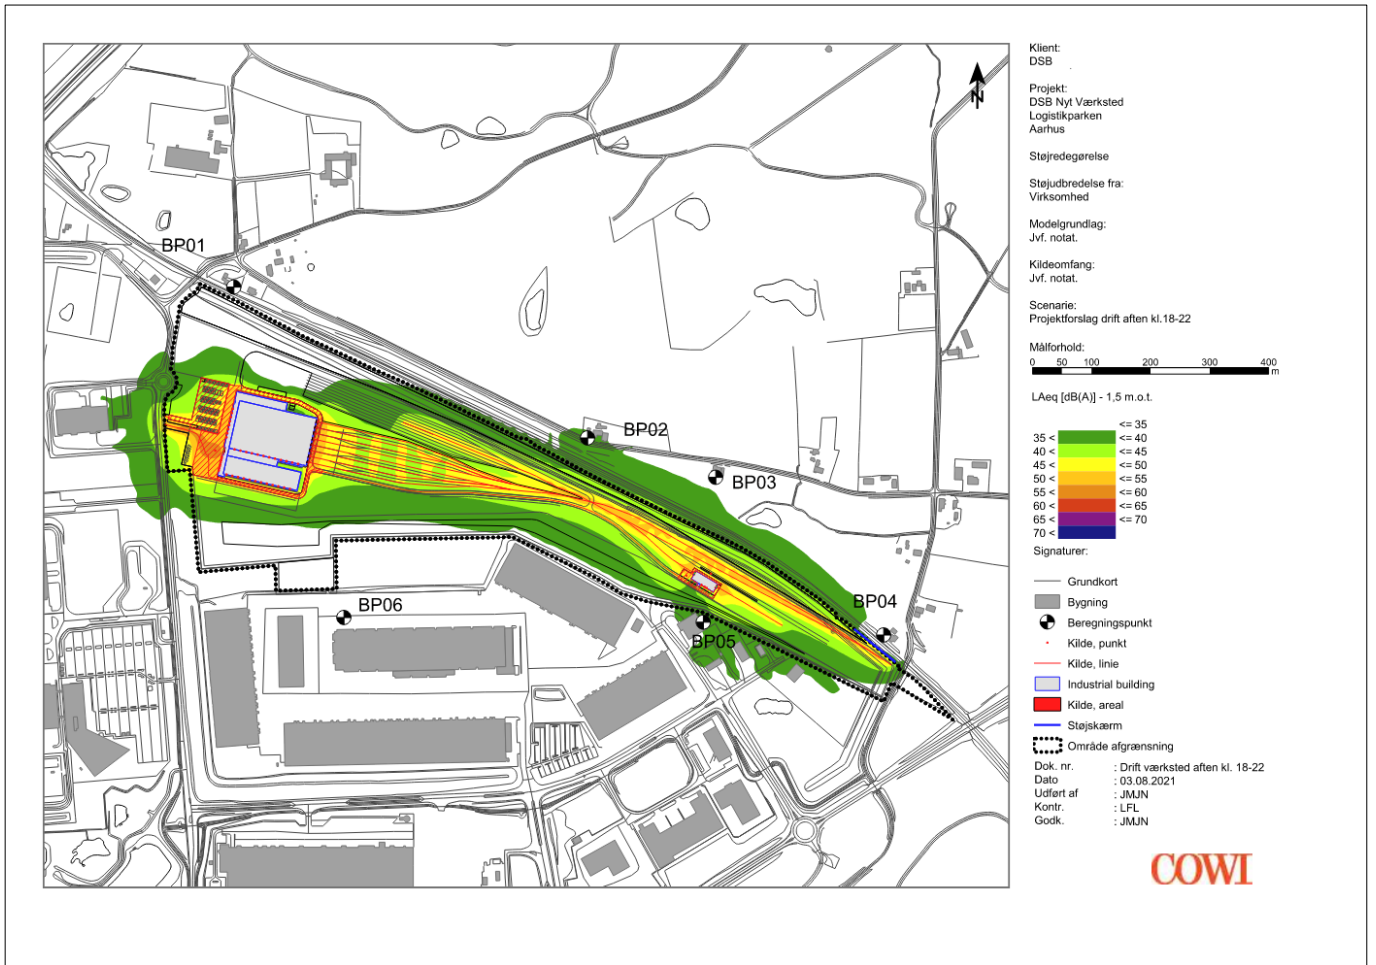 BP01
BP02
BP03
BP04
BP05
BP06
N
Klient:
DSB
Projekt:
DSB Nyt Værksted
Logistikparken
Aarhus
Støjredegørelse
Støjudbredelse fra:
Virksomhed
Modelgrundlag:
Jvf. notat.
Kildeomfang:
Jvf. notat.
Scenarie:
Projektforslag drift aften kl.18-22
Målforhold:
0 50 100 200 300 400
m
LAeq [dB(A)] - 1,5 m.o.t.
<= 35
35 < <= 40
40 < <= 45
45 < <= 50
50 < <= 55
55 < <= 60
60 < <= 65
65 < <= 70
70 <
Signaturer:
Grundkort
Bygning
Beregningspunkt
Kilde, punkt
Kilde, linie
Industrial building
Kilde, areal
Støjskærm
Område afgrænsning
Dok. nr. : Drift værksted aften kl. 18-22
Dato : 03.08.2021
Udført af : JMJN
Kontr. : LFL
Godk. : JMJN
COWI